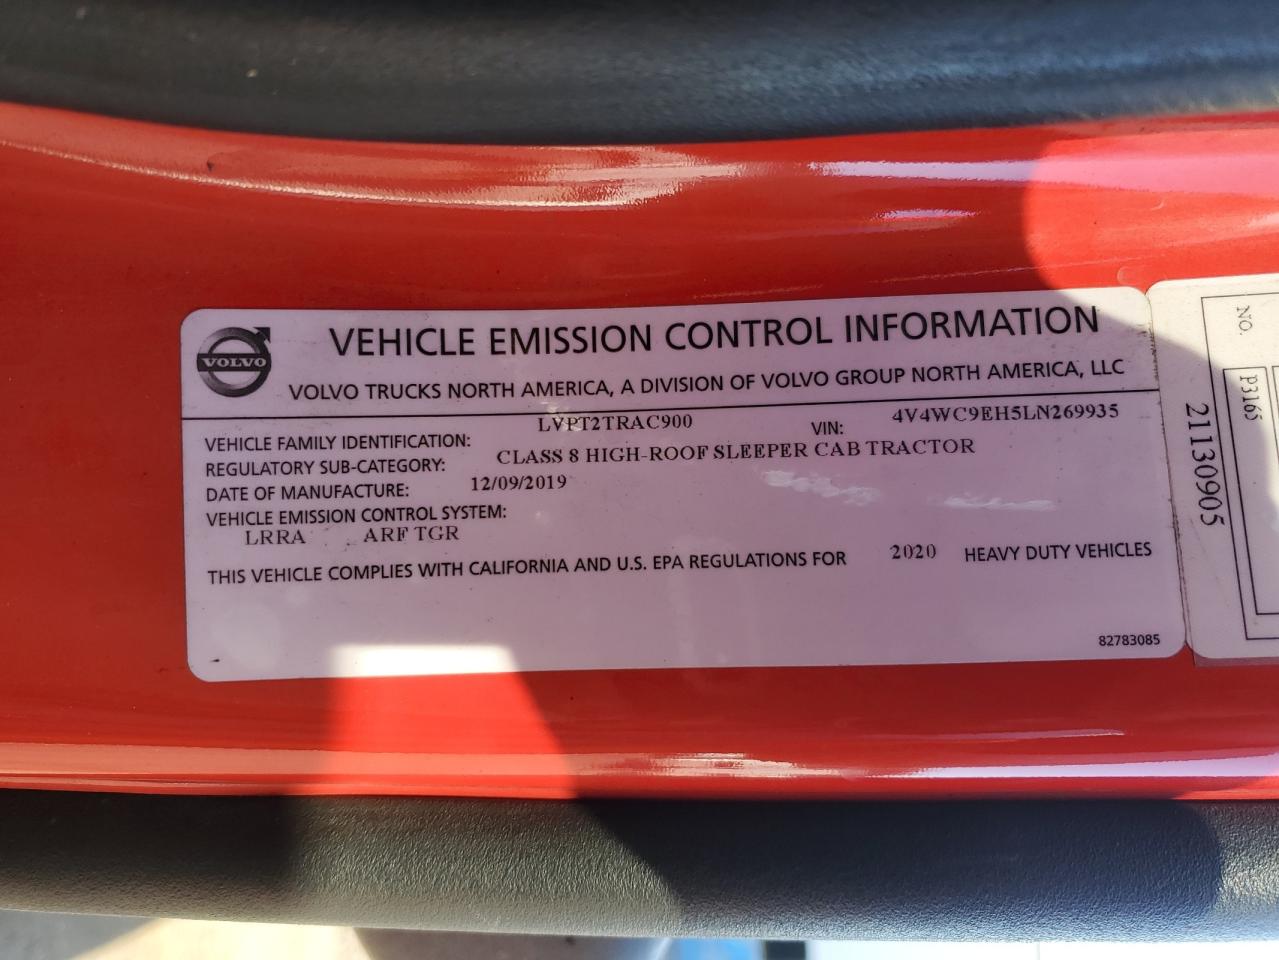 VOLVO
VEHICLE EMISSION CONTROL INFORMATION
VOLVO TRUCKS NORTH AMERICA, A DIVISION OF VOLVO GROUP NORTH AMERICA, LLC
VEHICLE FAMILY IDENTIFICATION: LVPT2TRAC900 VIN: 4V4WC9EH5LN269935
REGULATORY SUB-CATEGORY: CLASS 8 HIGH-ROOF SLEEPER CAB TRACTOR
DATE OF MANUFACTURE: 12/09/2019
VEHICLE EMISSION CONTROL SYSTEM:
LRRA ARF TGR
THIS VEHICLE COMPLIES WITH CALIFORNIA AND U.S. EPA REGULATIONS FOR 2020 HEAVY DUTY VEHICLES
82783085
NO.
P3165
21130905